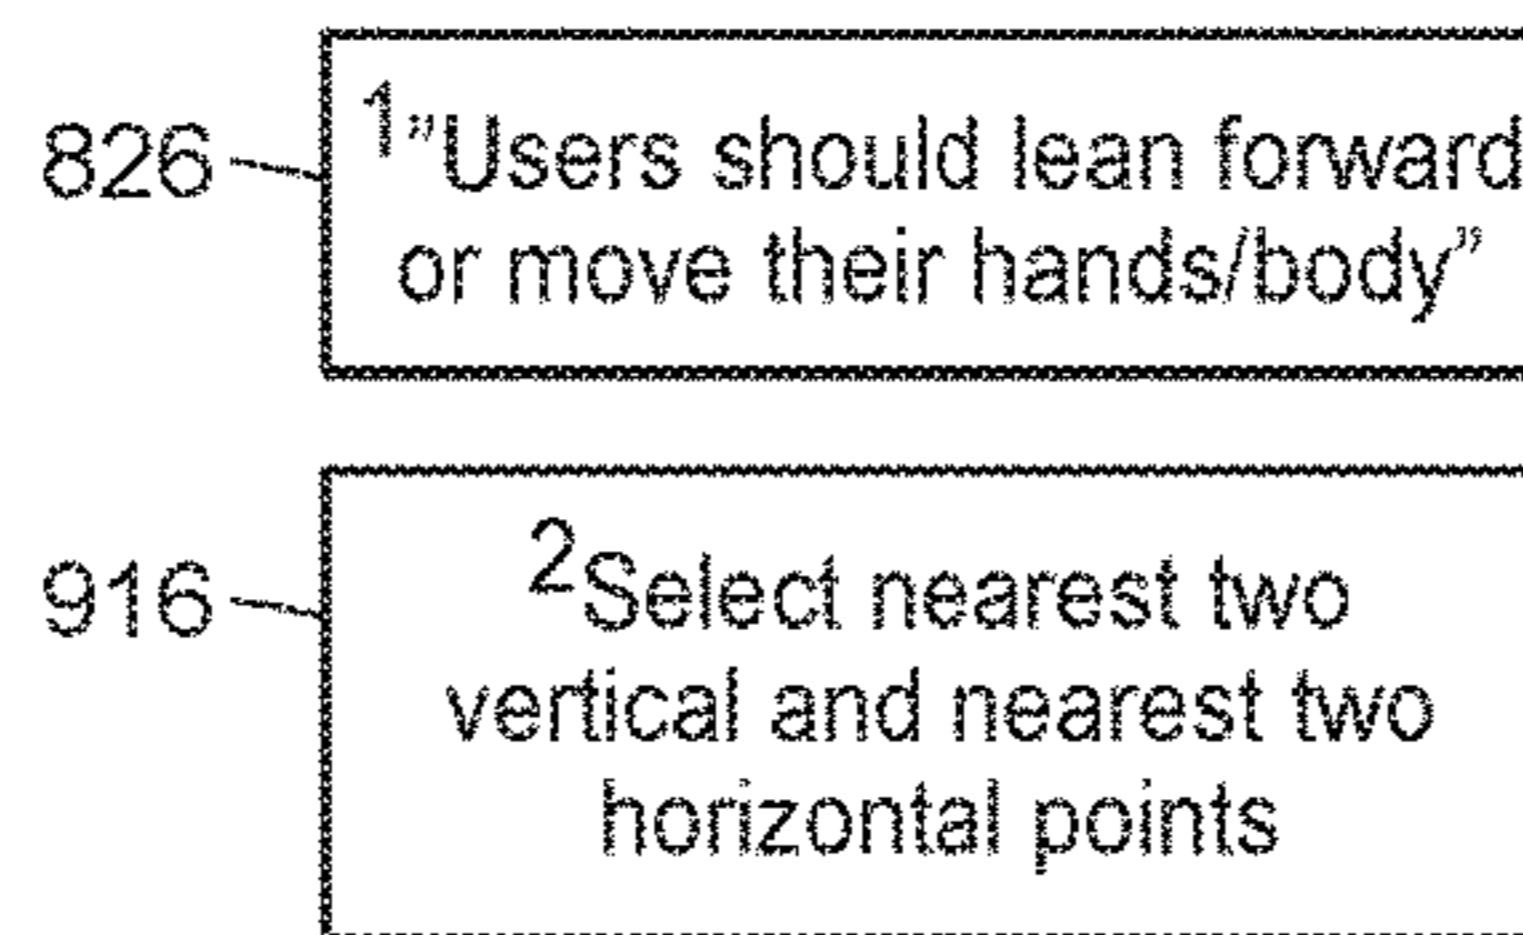 826
¹”Users should lean forward
or move their hands/body”
916
²Select nearest two
vertical and nearest two
horizontal points